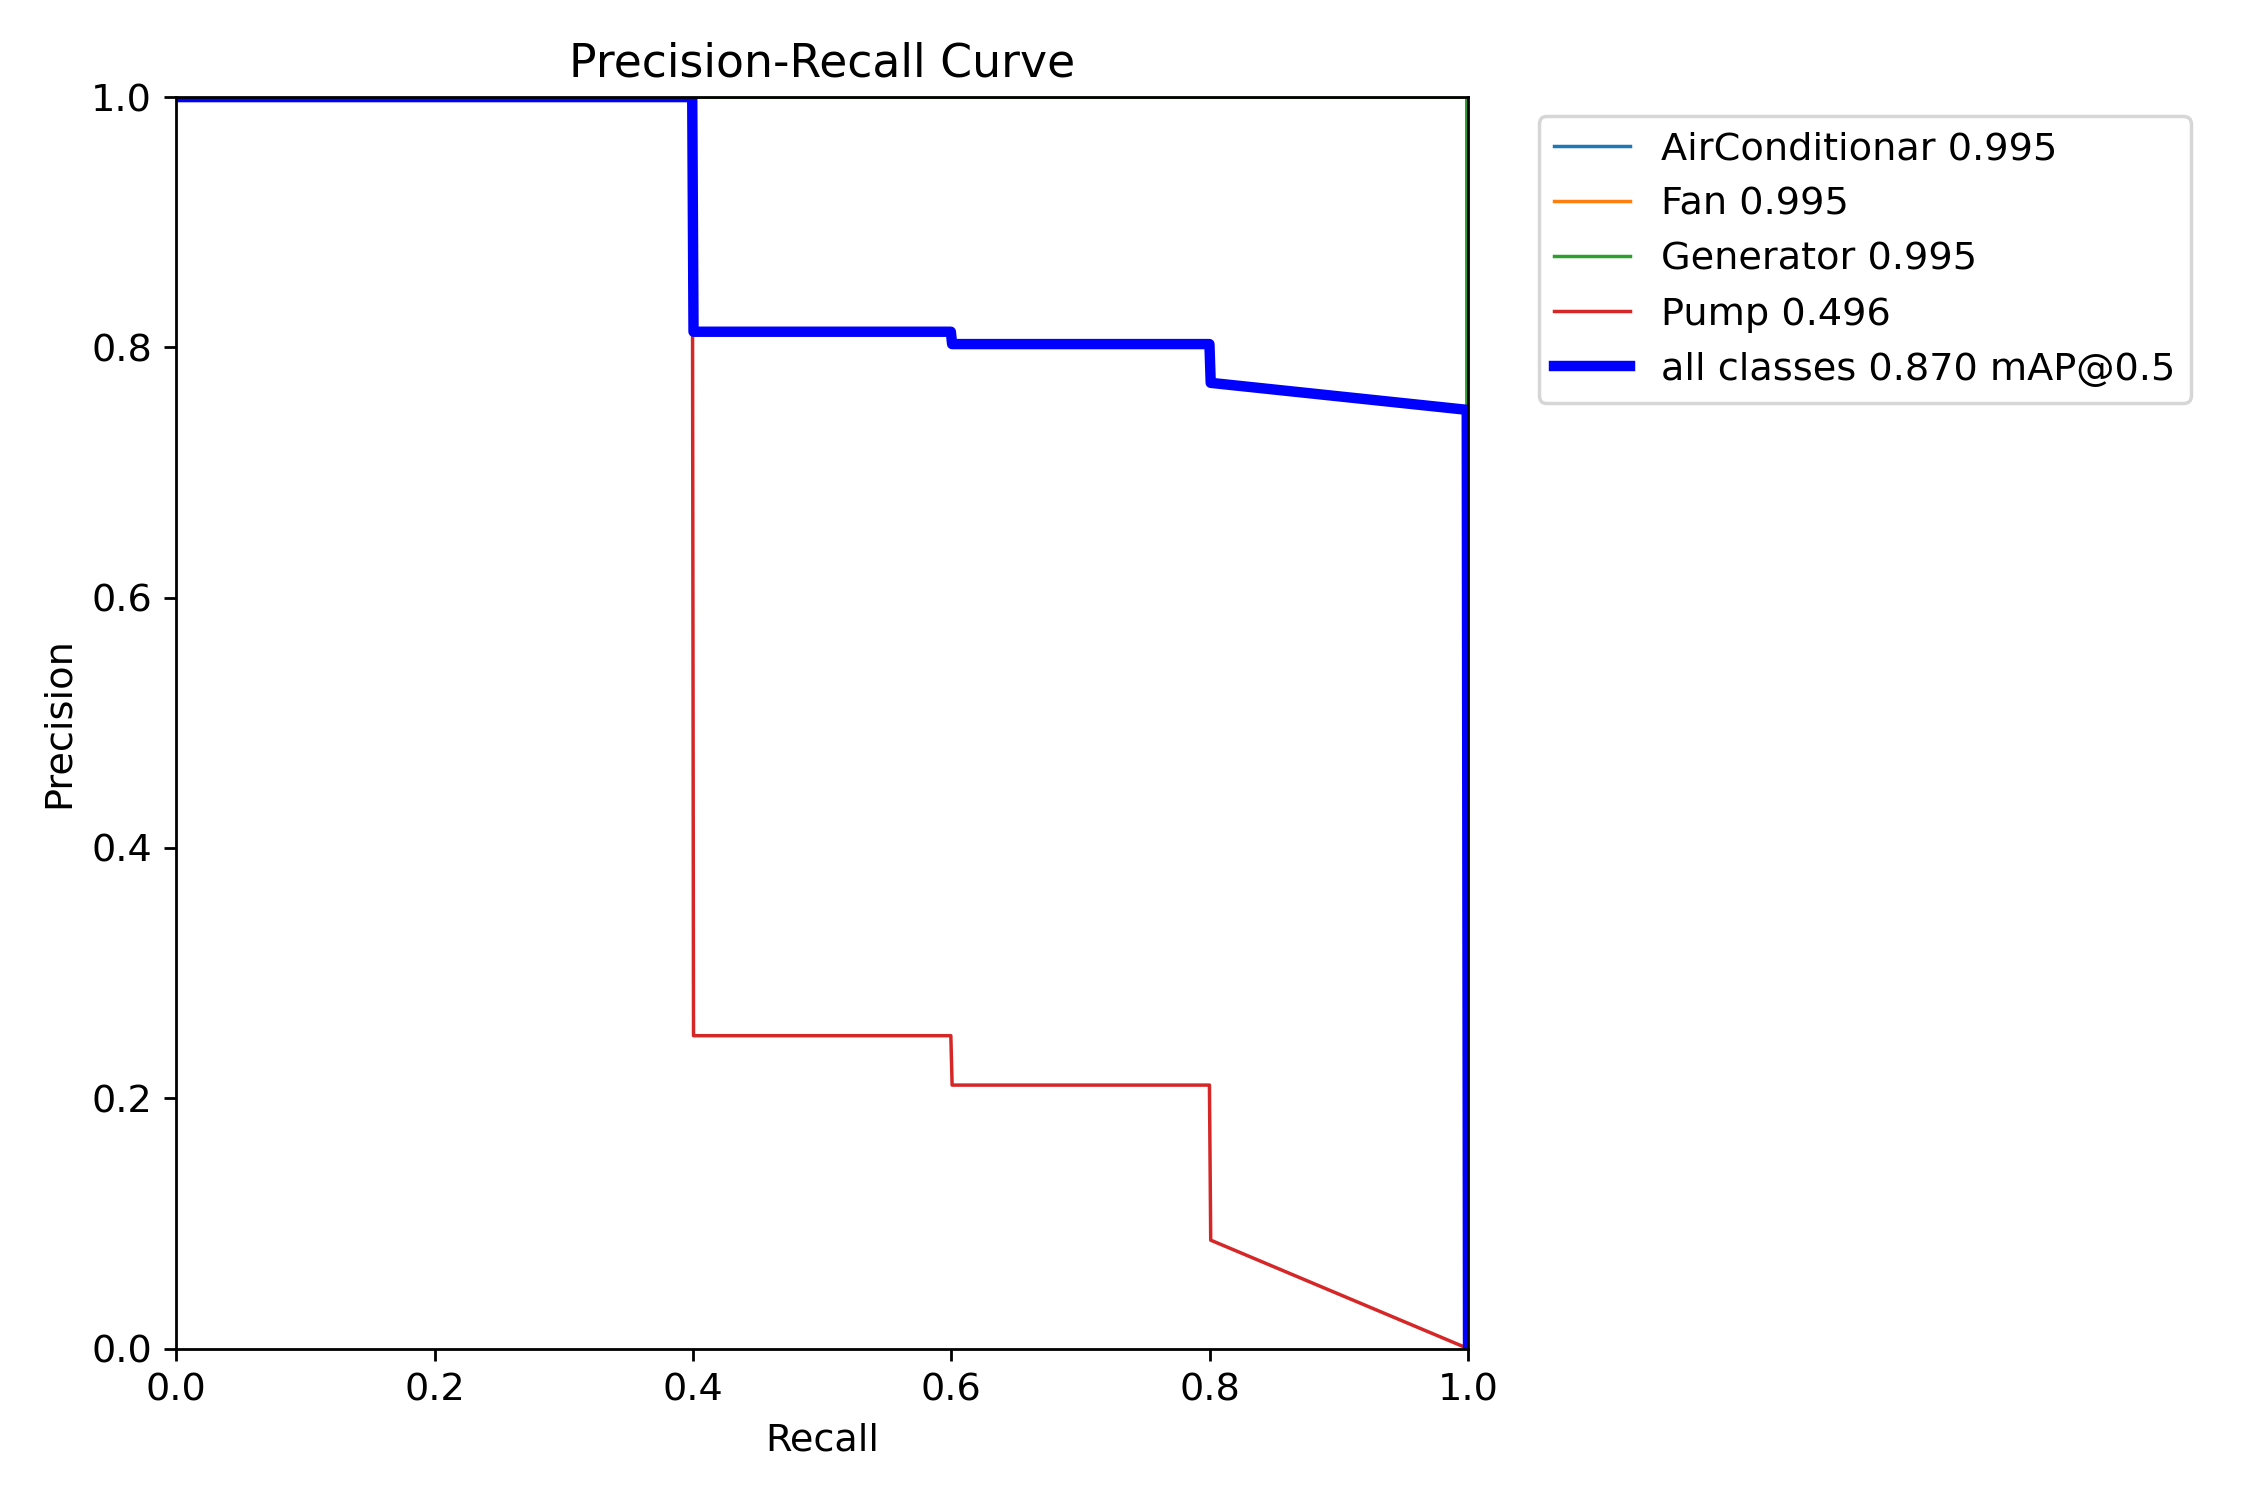 Precision-Recall Curve
1.0
0.8
0.6
0.4
0.2
0.0
Precision
0.0 0.2 0.4 0.6 0.8 1.0
Recall
AirConditionar 0.995
Fan 0.995
Generator 0.995
Pump 0.496
all classes 0.870 mAP@0.5